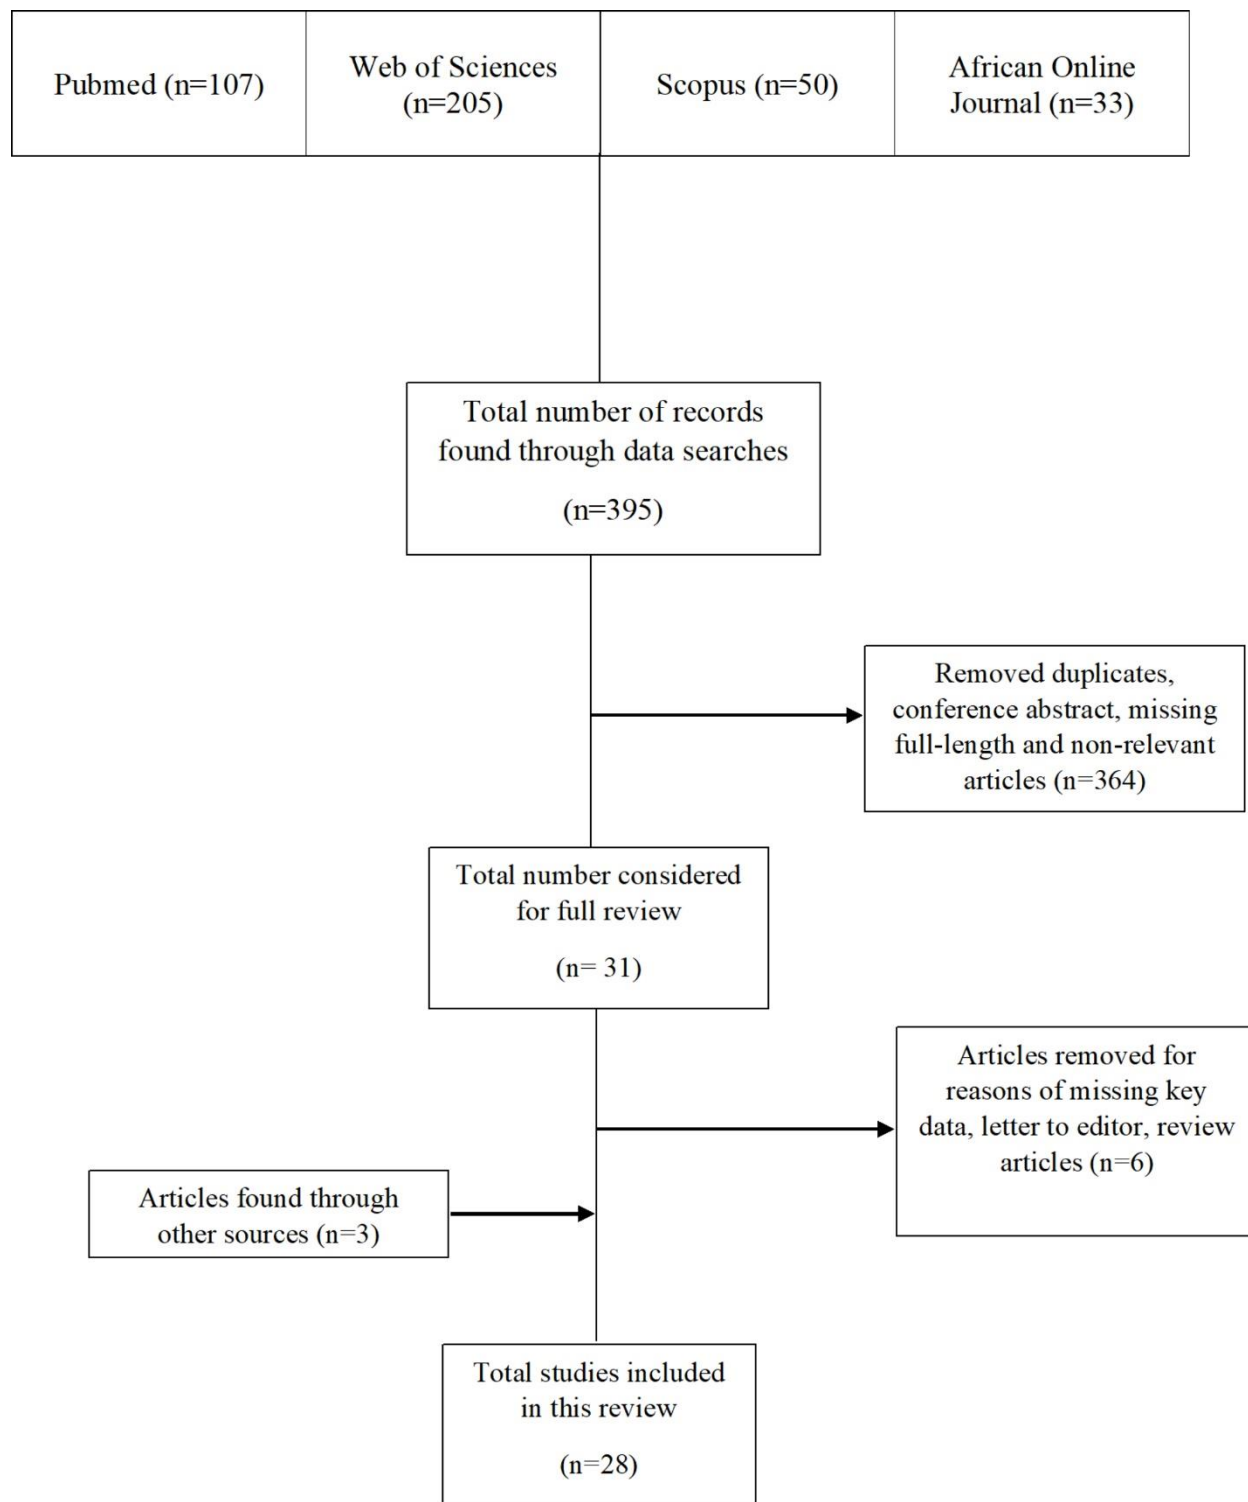 Pubmed (n=107)
Web of Sciences
(n=205)
Scopus (n=50)
African Online
Journal (n=33)
Total number of records
found through data searches
(n=395)
Removed duplicates,
conference abstract, missing
full-length and non-relevant
articles (n=364)
Total number considered
for full review
(n= 31)
Articles removed for
reasons of missing key
data, letter to editor, review
articles (n=6)
Articles found through
other sources (n=3)
Total studies included
in this review
(n=28)